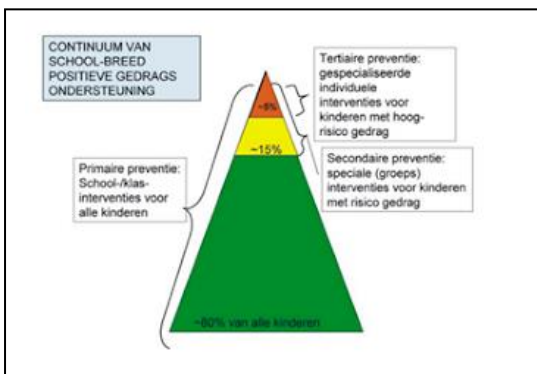 CONTINUUM VAN
SCHOOL-BREED
POSITIEVE GEDRAGS
ONDERSTEUNING
Tertiaire preventie:
gespecialiseerde
individuele
interventies voor
kinderen met hoog-
risico gedrag
~5%
~15%
Secondaire preventie:
speciale (groeps)
interventies voor kinderen
met risico gedrag
Primaire preventie:
School-/klas-
interventies voor
alle kinderen
~80% van alle kinderen